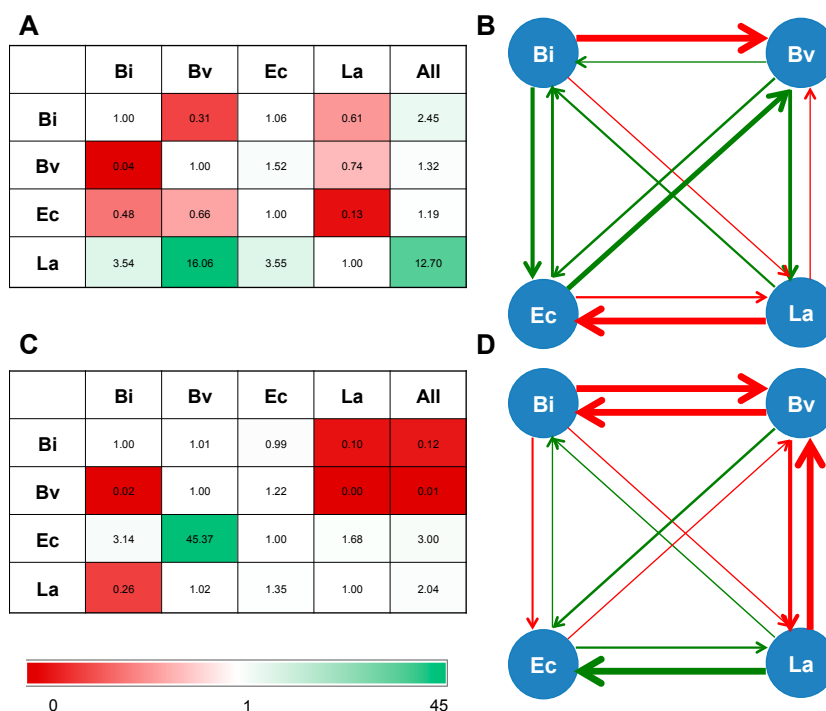 A
Bi Bv Ec La All
Bi 1.00 0.31 1.06 0.61 2.45
Bv 0.04 1.00 1.52 0.74 1.32
Ec 0.48 0.66 1.00 0.13 1.19
La 3.54 16.06 3.55 1.00 12.70
B
Bi Bv
Ec La
C
Bi Bv Ec La All
Bi 1.00 1.01 0.99 0.10 0.12
Bv 0.02 1.00 1.22 0.00 0.01
Ec 3.14 45.37 1.00 1.68 3.00
La 0.26 1.02 1.35 1.00 2.04
0 1 45
D
Bi Bv
Ec La